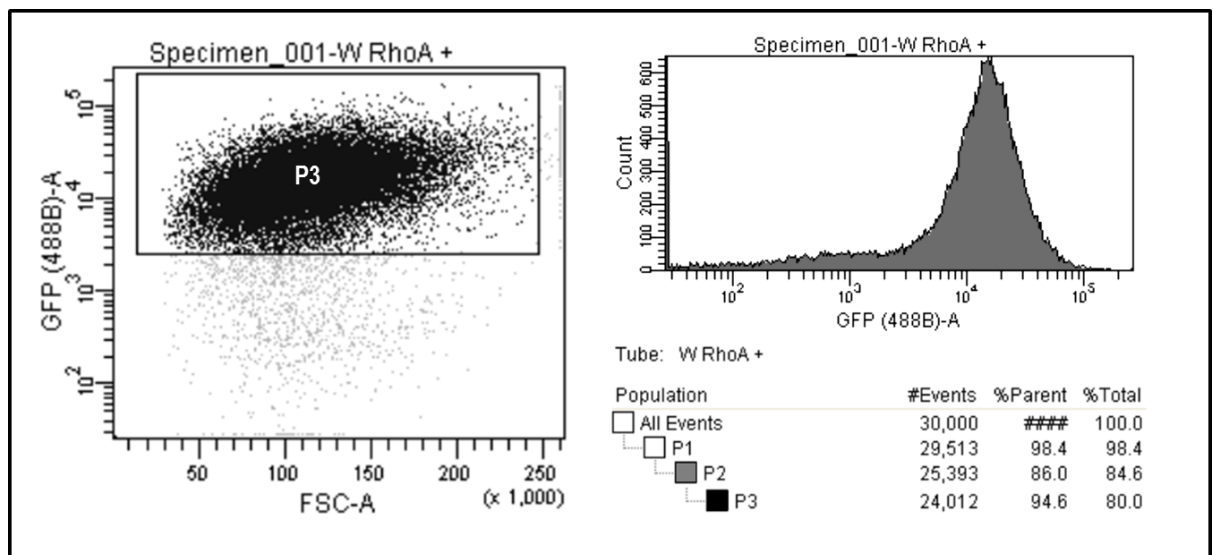 Specimen_001-W RhoA +
GFP (488B)-A
10^5
10^4
10^3
10^2
P3
50 100 150 200 250
(x 1,000)
FSC-A
Specimen_001-W RhoA +
Count
600
500
400
300
200
100
0
10^2 10^3 10^4 10^5
GFP (488B)-A
Tube: W RhoA +
Population #Events %Parent %Total
All Events 30,000 #### 100.0
P1 29,513 98.4 98.4
P2 25,393 86.0 84.6
P3 24,012 94.6 80.0